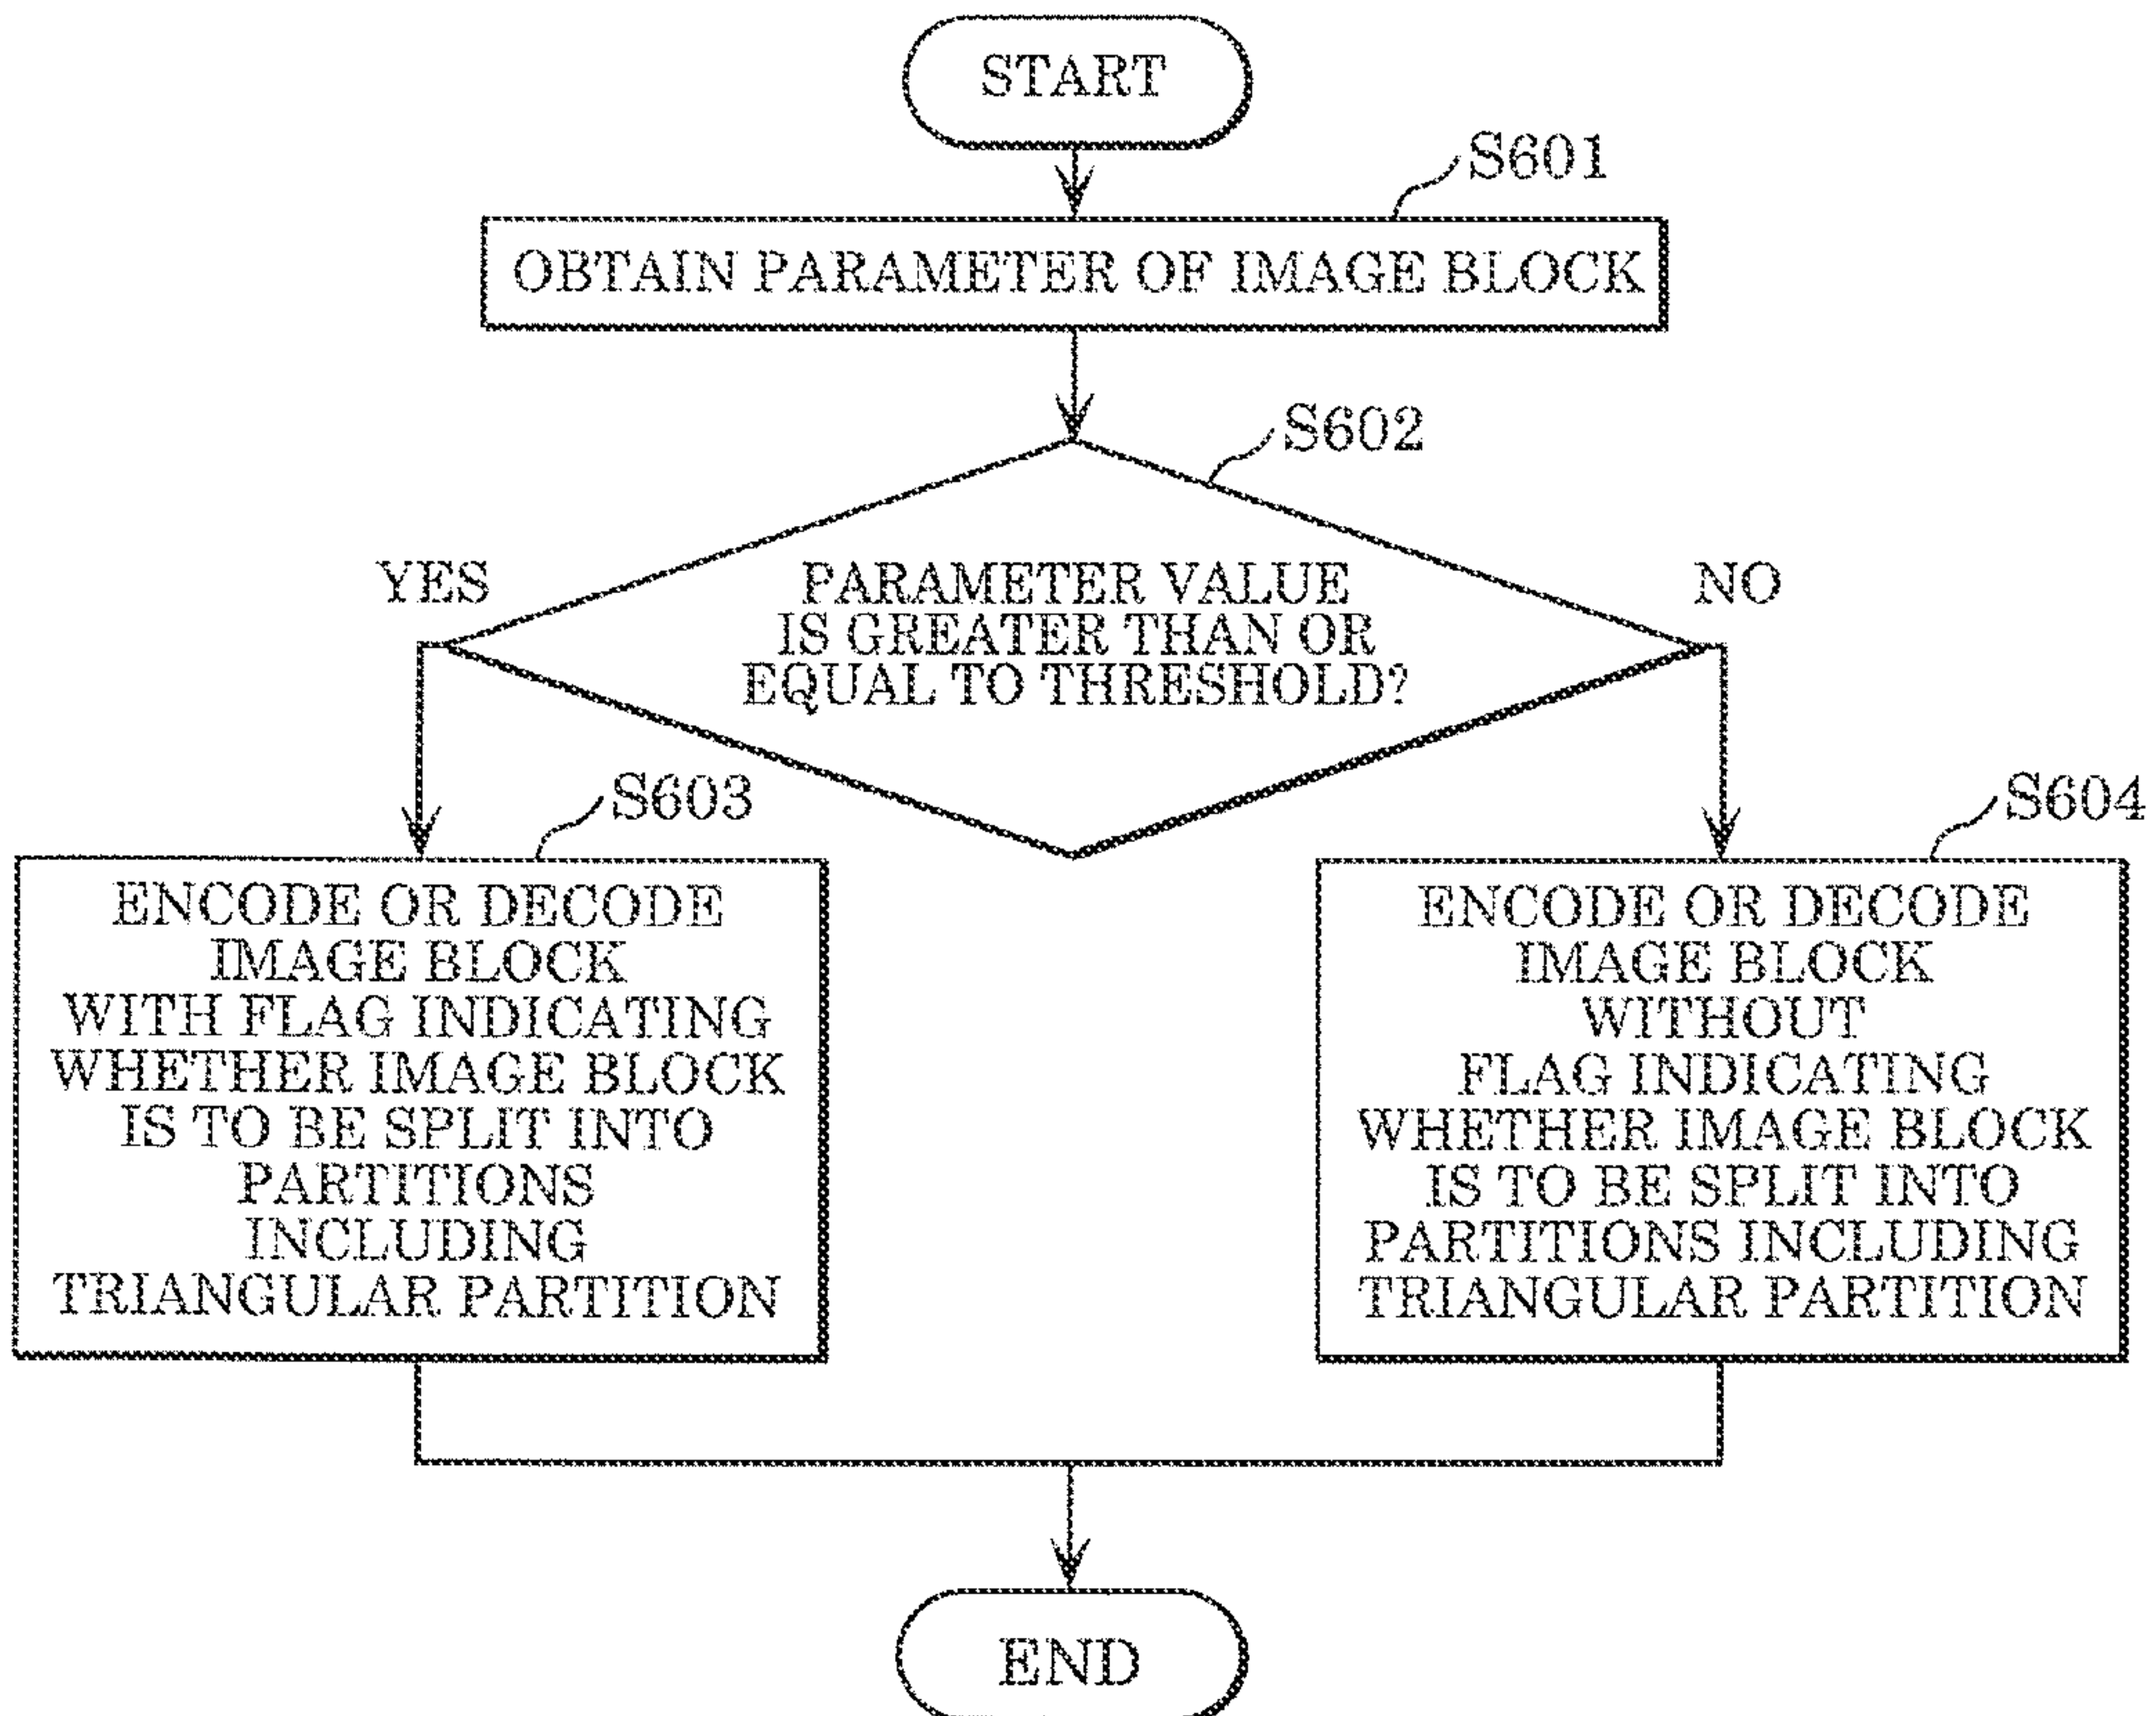 START
S601
OBTAIN PARAMETER OF IMAGE BLOCK
S602
YES
PARAMETER VALUE
IS GREATER THAN OR
EQUAL TO THRESHOLD?
NO
S603
ENCODE OR DECODE
IMAGE BLOCK
WITH FLAG INDICATING
WHETHER IMAGE BLOCK
IS TO BE SPLIT INTO
PARTITIONS
INCLUDING
TRIANGULAR PARTITION
S604
ENCODE OR DECODE
IMAGE BLOCK
WITHOUT
FLAG INDICATING
WHETHER IMAGE BLOCK
IS TO BE SPLIT INTO
PARTITIONS INCLUDING
TRIANGULAR PARTITION
END